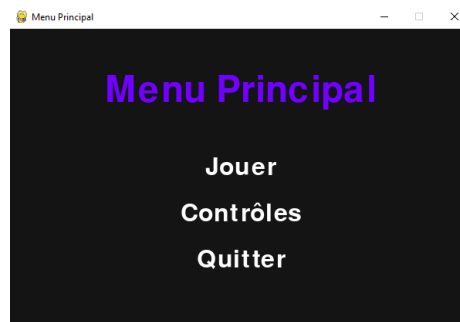 Menu Principal
Menu Principal
Jouer
Contrôles
Quitter